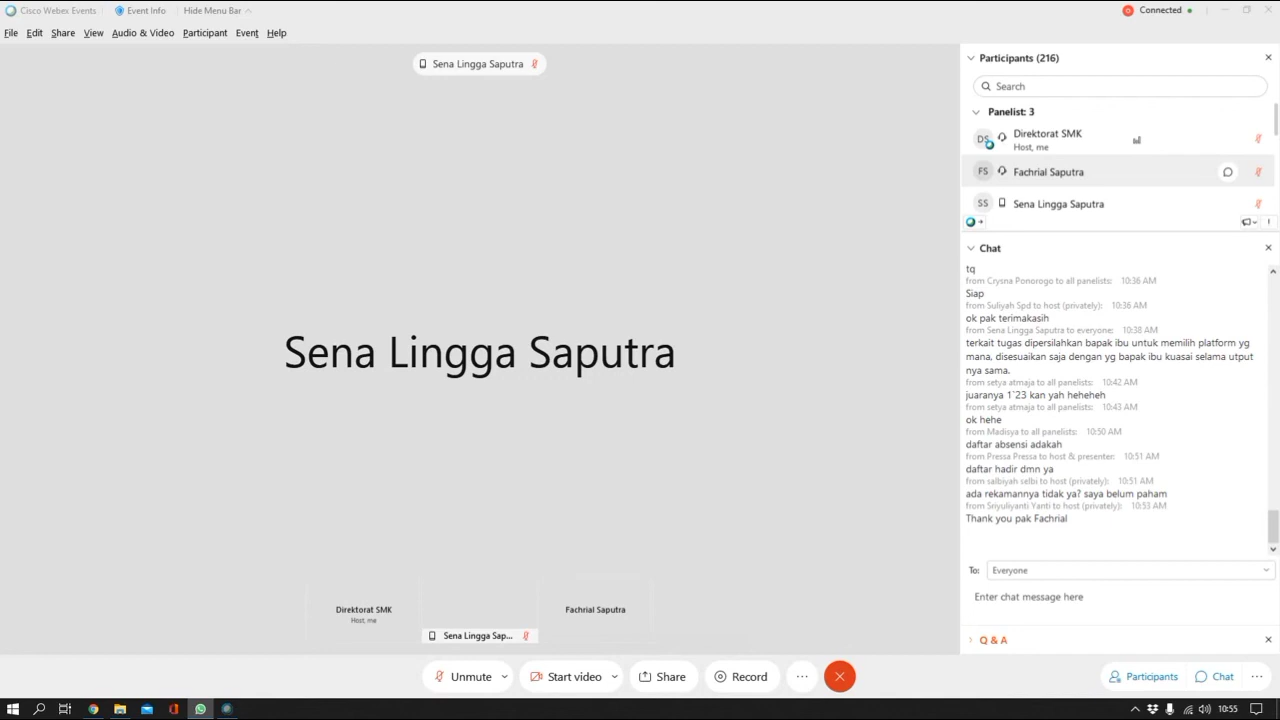 Cisco Webex Events
Event Info
Hide Menu Bar
Connected
File Edit Share View Audio & Video Participant Event Help
Sena Lingga Saputra
Sena Lingga Saputra
Direktorat SMK
Host, me
Sena Lingga Sap...
Fachrial Saputra
Participants (216)
Search
Panelist: 3
DS
Direktorat SMK
Host, me
FS
Fachrial Saputra
SS
Sena Lingga Saputra
Chat
tq
from Crysna Ponorogo to all panelists: 10:36 AM
Siap
from Suliyah Spd to host (privately): 10:36 AM
ok pak terimakasih
from Sena Lingga Saputra to everyone: 10:38 AM
terkait tugas dipersilahkan bapak ibu untuk memilih platform yg
mana, disesuaikan saja dengan yg bapak ibu kuasai selama utput
nya sama.
from setya atmaja to all panelists: 10:42 AM
juaranya 1`23 kan yah heheheh
from setya atmaja to all panelists: 10:43 AM
ok hehe
from Madisya to all panelists: 10:50 AM
daftar absensi adakah
from Pressa Pressa to host & presenter: 10:51 AM
daftar hadir dmn ya
from salbiyah selbi to host (privately): 10:51 AM
ada rekamannya tidak ya? saya belum paham
from Sriyuliyanti Yanti to host (privately): 10:53 AM
Thank you pak Fachrial
To: Everyone
Enter chat message here
Q & A
Unmute
Start video
Share
Record
Participants
Chat
10:55